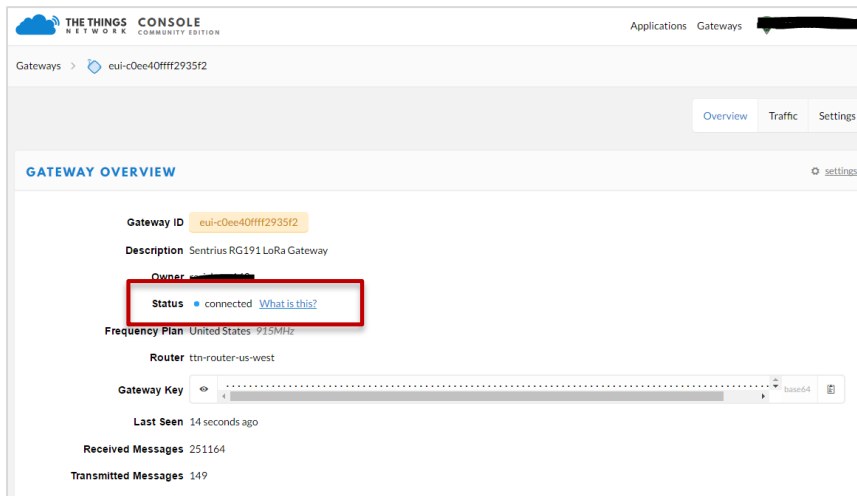 THE THINGS CONSOLE
NETWORK COMMUNITY EDITION
Applications Gateways
Gateways > eui-c0ee40ffff2935f2
Overview Traffic Settings
GATEWAY OVERVIEW
settings
Gateway ID eui-c0ee40ffff2935f2
Description Sentrius RG191 LoRa Gateway
Owner
Status connected What is this?
Frequency Plan United States 915MHz
Router ttn-router-us-west
Gateway Key base64
Last Seen 14 seconds ago
Received Messages 251164
Transmitted Messages 149